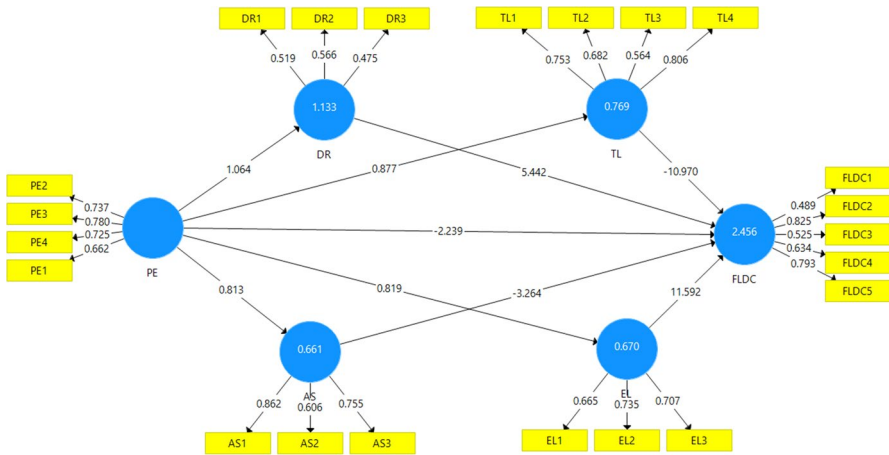 DR1 DR2 DR3 TL1 TL2 TL3 TL4
0.519 0.566 0.475 0.753 0.682 0.564 0.806
1.133 0.769
DR TL
1.064 0.877 5.442 -10.970
PE2 0.737
PE3 0.780
PE4 0.725
PE1 0.662
PE
-2.239
FLDC1 0.489
FLDC2 0.825
FLDC3 0.525
FLDC4 0.634
FLDC5 0.793
2.456
FLDC
0.813 0.819 -3.264 11.592
0.661 0.670
AS EL
0.862 0.606 0.755 0.665 0.735 0.707
AS1 AS2 AS3 EL1 EL2 EL3